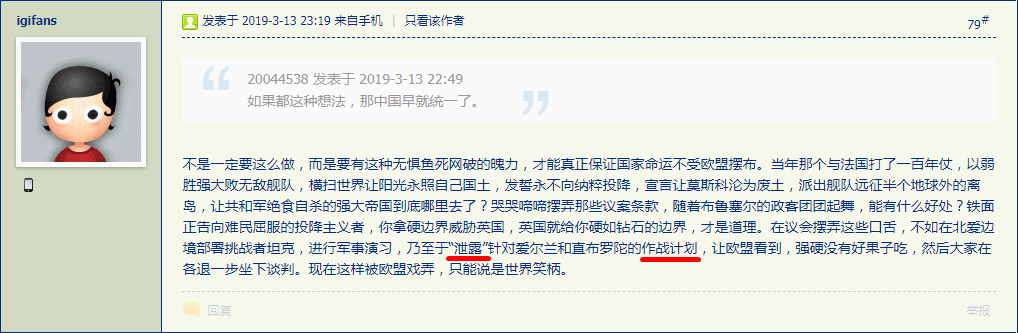 igifans
发表于 2019-3-13 23:19 来自手机 | 只看该作者
79#
20044538 发表于 2019-3-13 22:49
如果都这种想法，那中国早就统一了。
不是一定要这么做，而是要有这种无惧鱼死网破的魄力，才能真正保证国家命运不受欧盟摆布。当年那个与法国打了一百年仗，以弱
胜强大败无敌舰队，横扫世界让阳光永照自己国土，发誓永不向纳粹投降，宣言让莫斯科沦为废土，派出舰队远征半个地球外的离
岛，让共和军绝食自杀的强大帝国到底哪里去了？哭哭啼啼摆弄那些议案条款，随着布鲁塞尔的政客团团起舞，能有什么好处？铁面
正告向难民屈服的投降主义者，你拿硬边界威胁英国，英国就给你硬如钻石的边界，才是道理。在议会摆弄这些口舌，不如在北爱边
境部署挑战者坦克，进行军事演习，乃至于“泄露”针对爱尔兰和直布罗陀的作战计划，让欧盟看到，强硬没有好果子吃，然后大家在
各退一步坐下谈判。现在这样被欧盟戏弄，只能说是世界笑柄。
回复
举报